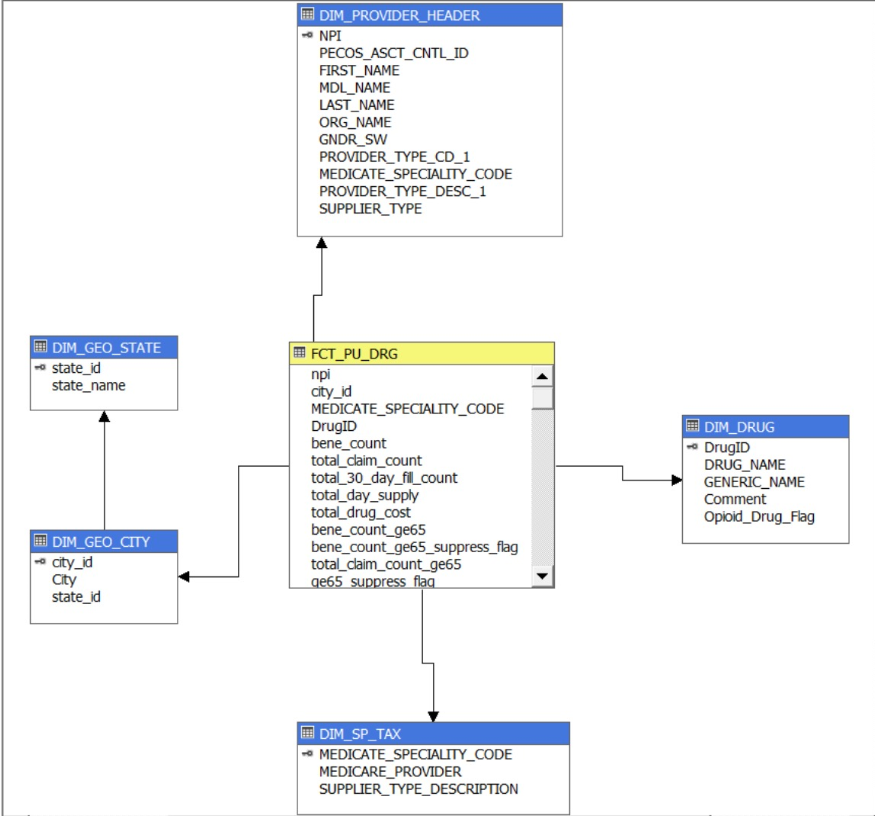 DIM_PROVIDER_HEADER
NPI
PECOS_ASCT_CNTL_ID
FIRST_NAME
MDL_NAME
LAST_NAME
ORG_NAME
GNDR_SW
PROVIDER_TYPE_CD_1
MEDICATE_SPECIALITY_CODE
PROVIDER_TYPE_DESC_1
SUPPLIER_TYPE
DIM_GEO_STATE
state_id
state_name
FCT_PU_DRG
npi
city_id
MEDICATE_SPECIALITY_CODE
DrugID
bene_count
total_claim_count
total_30_day_fill_count
total_day_supply
total_drug_cost
bene_count_ge65
bene_count_ge65_suppress_flag
total_claim_count_ge65
ge65_suppress_flag
DIM_DRUG
DrugID
DRUG_NAME
GENERIC_NAME
Comment
Opioid_Drug_Flag
DIM_GEO_CITY
city_id
City
state_id
DIM_SP_TAX
MEDICATE_SPECIALITY_CODE
MEDICARE_PROVIDER
SUPPLIER_TYPE_DESCRIPTION